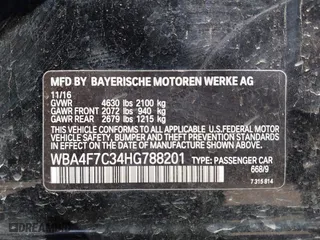 MFD BY BAYERISCHE MOTOREN WERKE AG
11/16
GVWR 4630 lbs 2100 kg
GAWR FRONT 2072 lbs 940 kg
GAWR REAR 2679 lbs 1215 kg
THIS VEHICLE CONFORMS TO ALL APPLICABLE FEDERAL MOTOR VEHICLE
SAFETY, BUMPER AND THEFT PREVENTION STANDARDS
IN EFFECT ON THE DATE OF MANUFACTURE SHOWN ABOVE.
WBA4F7C34HG788201 TYPE: PASSENGER CAR
668/9
7 315 814